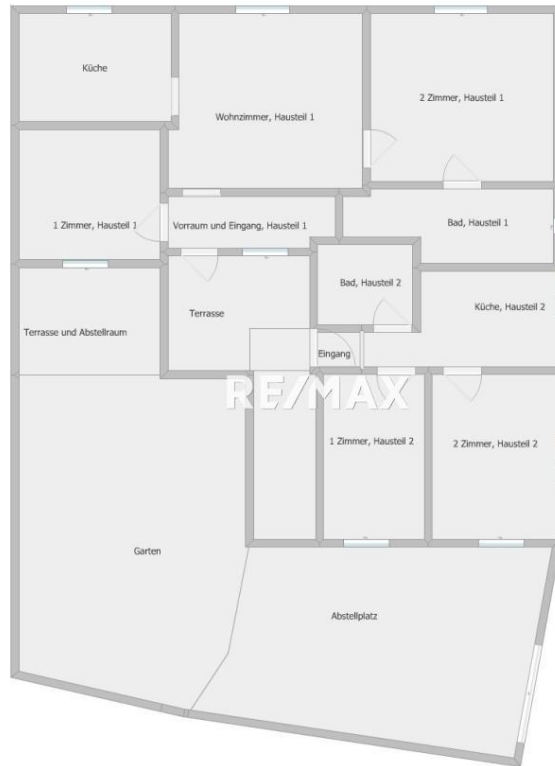 Küche
Wohnzimmer, Hausteil 1
2 Zimmer, Hausteil 1
1 Zimmer, Hausteil 1
Vorraum und Eingang, Hausteil 1
Bad, Hausteil 1
Bad, Hausteil 2
Küche, Hausteil 2
Terrasse
Terrasse und Abstellraum
Eingang
RE/MAX
1 Zimmer, Hausteil 2
2 Zimmer, Hausteil 2
Garten
Abstellplatz